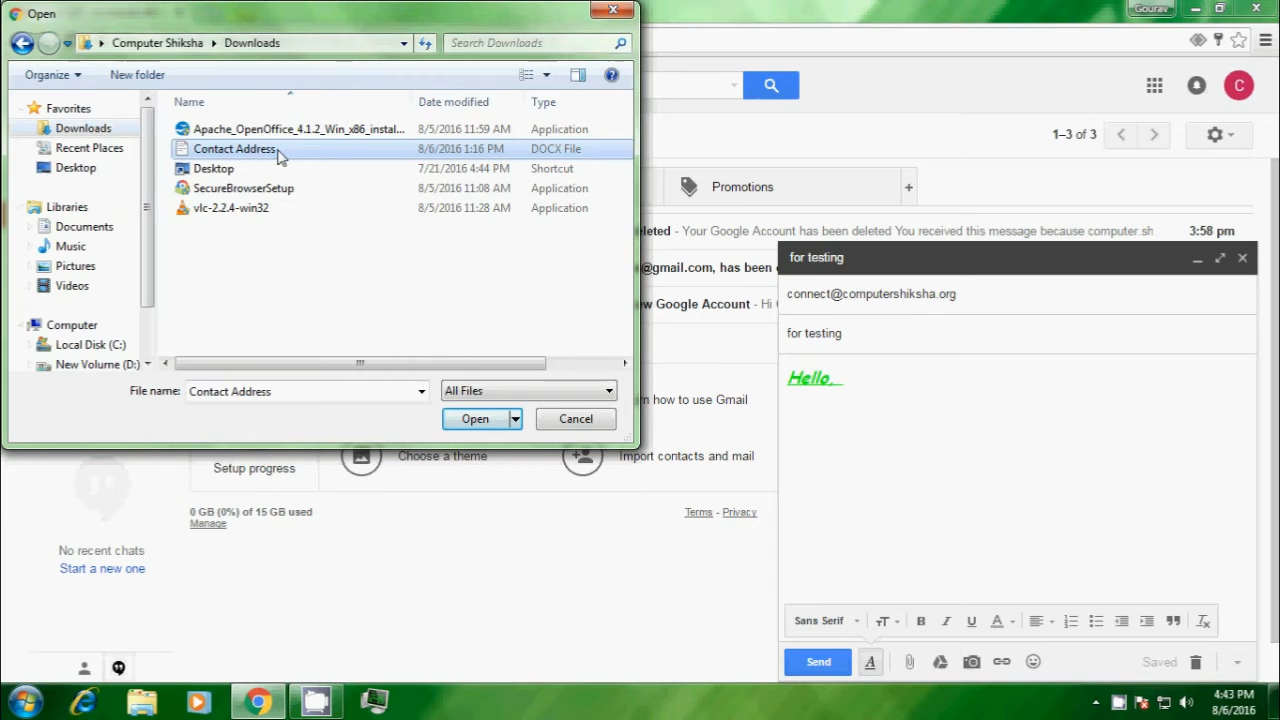 Open
Gourav
Computer Shiksha
Downloads
Search Downloads
Organize
New folder
Name
Date modified
Type
Favorites
Downloads
Recent Places
Desktop
Libraries
Documents
Music
Pictures
Videos
Computer
Local Disk (C:)
New Volume (D:)
Apache_OpenOffice_4.1.2_Win_x86_instal...
8/5/2016 11:59 AM
Application
Contact Address
8/6/2016 1:16 PM
DOCX File
Desktop
7/21/2016 4:44 PM
Shortcut
SecureBrowserSetup
8/5/2016 11:08 AM
Application
vlc-2.2.4-win32
8/5/2016 11:28 AM
Application
File name:
Contact Address
All Files
Open
Cancel
C
1–3 of 3
Promotions
+
- Your Google Account has been deleted You received this message because computer.sh
3:58 pm
@gmail.com, has been
Google Account - Hi
how to use Gmail
Setup progress
Choose a theme
Import contacts and mail
0 GB (0%) of 15 GB used
Manage
Terms - Privacy
No recent chats
Start a new one
for testing
connect@computershiksha.org
for testing
Hello,
Sans Serif
B I U A
Send
A
Saved
4:43 PM
8/6/2016